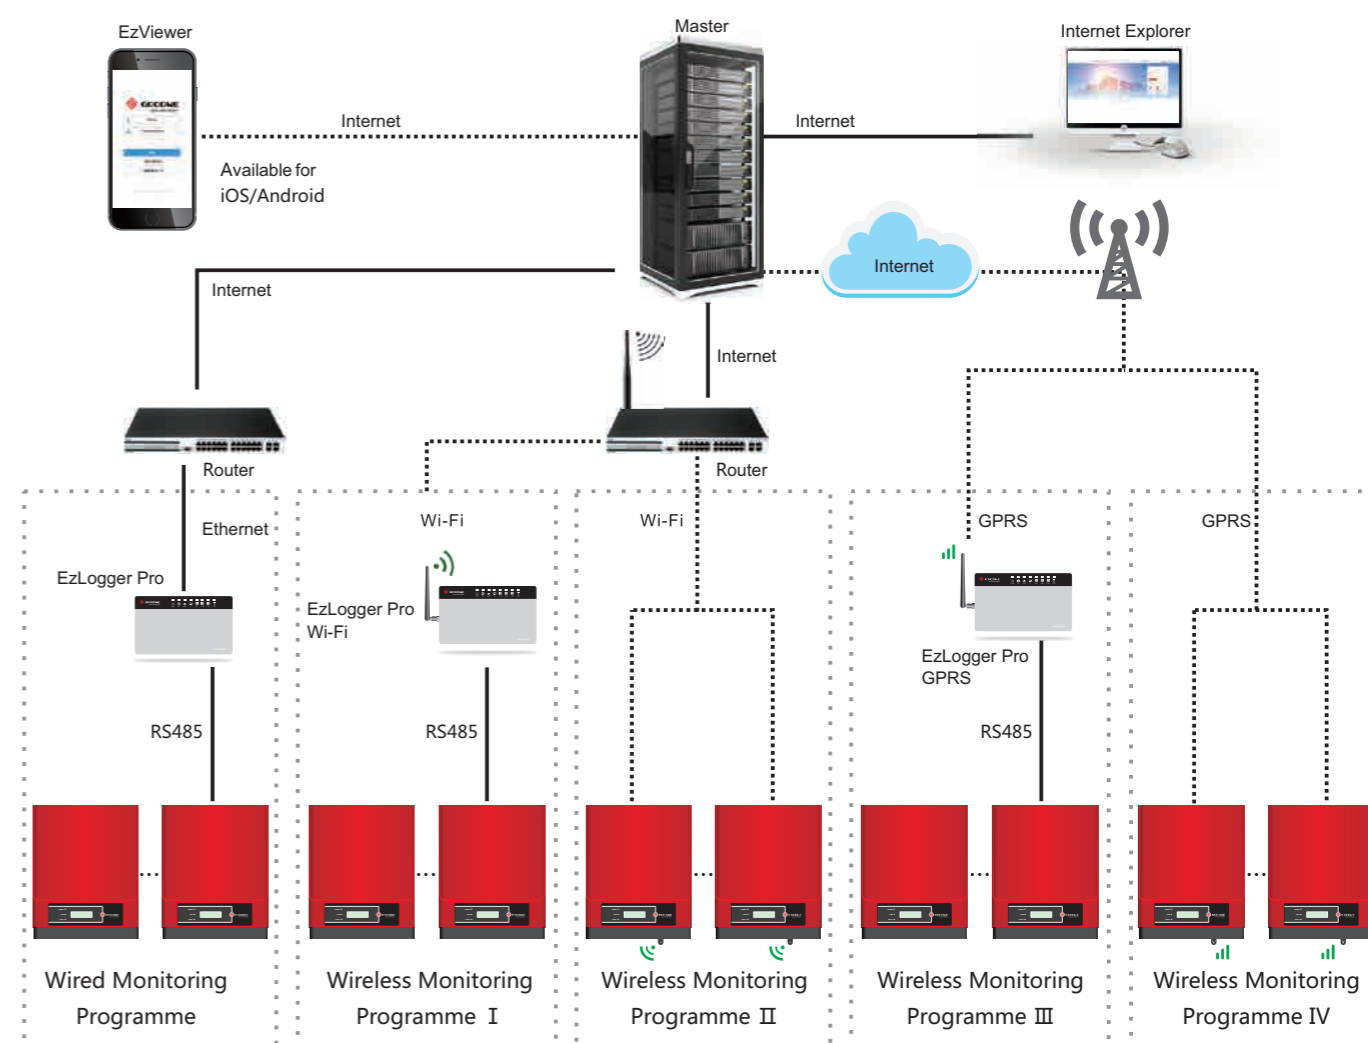 EzViewer
Master
Internet Explorer
GOODWE
Internet
Internet
Available for
iOS/Android
Internet
Internet
Internet
Router
Router
Ethernet
Wi-Fi
Wi-Fi
GPRS
GPRS
EzLogger Pro
EzLogger Pro
Wi-Fi
EzLogger Pro
GPRS
RS485
RS485
RS485
...
...
...
...
...
Wired Monitoring
Programme
Wireless Monitoring
Programme Ⅰ
Wireless Monitoring
Programme Ⅱ
Wireless Monitoring
Programme Ⅲ
Wireless Monitoring
Programme Ⅳ